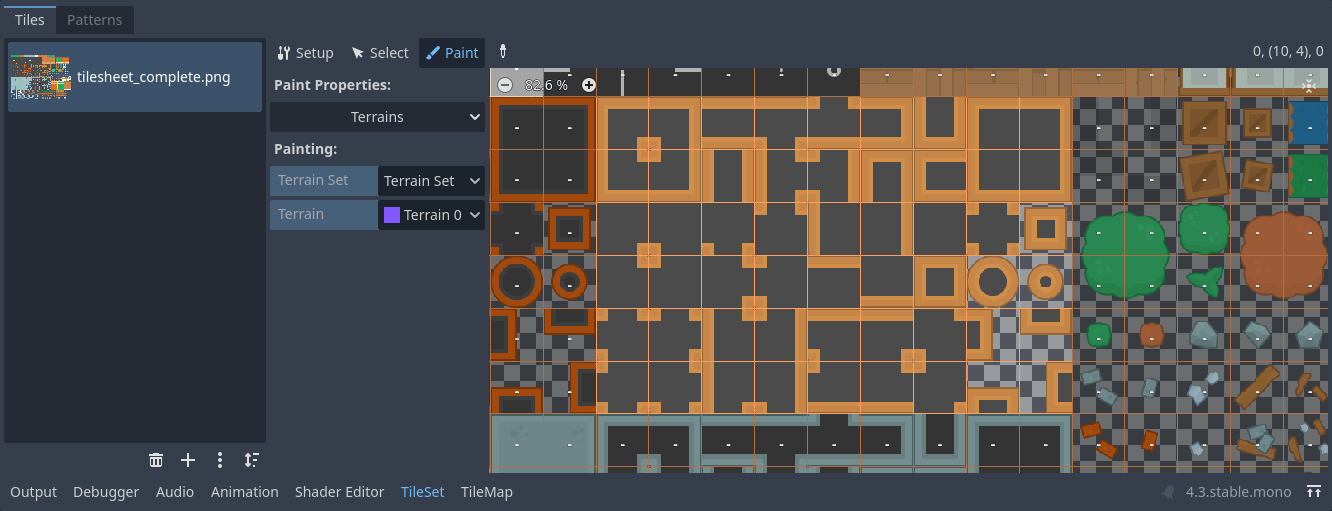 Tiles Patterns
tilesheet_complete.png
Setup Select Paint 0, (10, 4), 0
82.6 %
Paint Properties:
Terrains
Painting:
Terrain Set Terrain Set
Terrain Terrain 0
Output Debugger Audio Animation Shader Editor TileSet TileMap 4.3.stable.mono